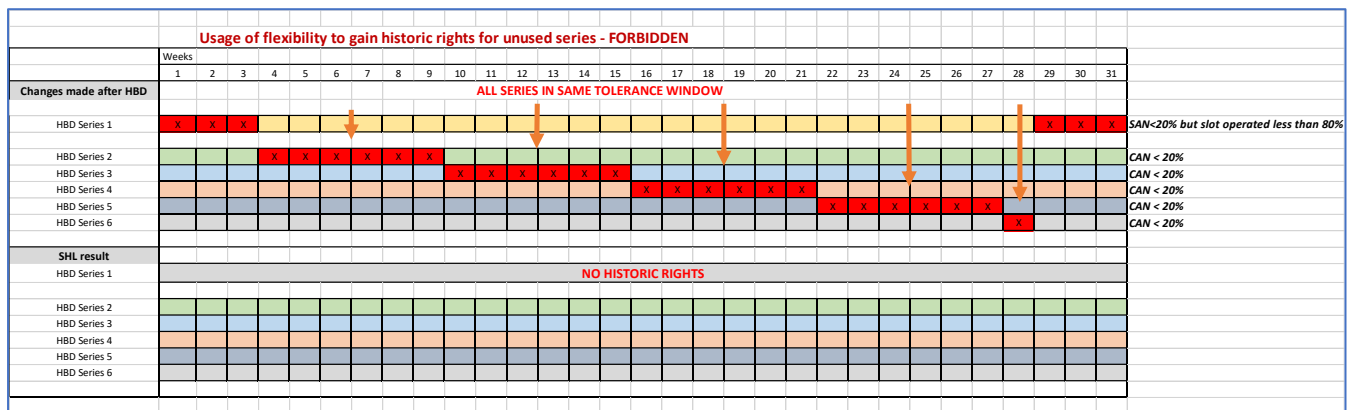 Usage of flexibility to gain historic rights for unused series - FORBIDDEN
Weeks
1 2 3 4 5 6 7 8 9 10 11 12 13 14 15 16 17 18 19 20 21 22 23 24 25 26 27 28 29 30 31
Changes made after HBD ALL SERIES IN SAME TOLERANCE WINDOW
HBD Series 1 X X X X X X SAN<20% but slot operated less than 80%
HBD Series 2 X X X X X X CAN < 20%
HBD Series 3 X X X X X X CAN < 20%
HBD Series 4 X X X X X X CAN < 20%
HBD Series 5 X X X X X X CAN < 20%
HBD Series 6 X CAN < 20%
SHL result
HBD Series 1 NO HISTORIC RIGHTS
HBD Series 2
HBD Series 3
HBD Series 4
HBD Series 5
HBD Series 6